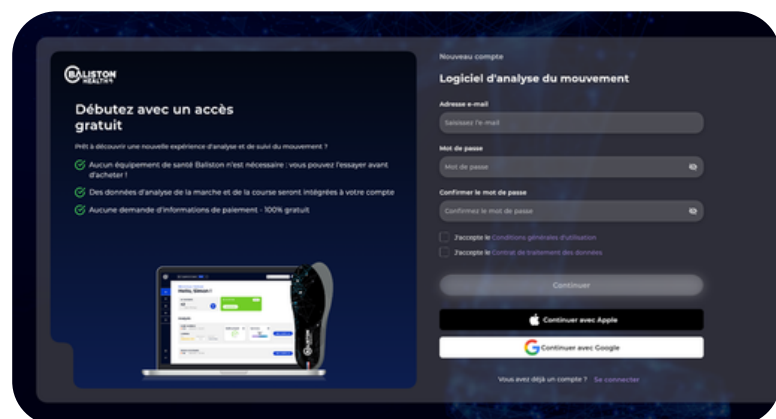 BALISTON
HEALTH
Débutez avec un accès
gratuit
Prêt à découvrir une nouvelle expérience d'analyse et de suivi du mouvement ?
Aucun équipement de santé Baliston n'est nécessaire : vous pouvez l'essayer avant
d'acheter !
Des données d'analyse de la marche et de la course seront intégrées à votre compte
Aucune demande d'informations de paiement - 100% gratuit
Hello, Simon !
BALISTON
Nouveau compte
Logiciel d'analyse du mouvement
Adresse e-mail
Saisissez l'e-mail
Mot de passe
Mot de passe
Confirmer le mot de passe
Confirmez le mot de passe
J'accepte le Conditions générales d'utilisation
J'accepte le Contrat de traitement des données
Continuer
Continuer avec Apple
Continuer avec Google
Vous avez déjà un compte ? Se connecter